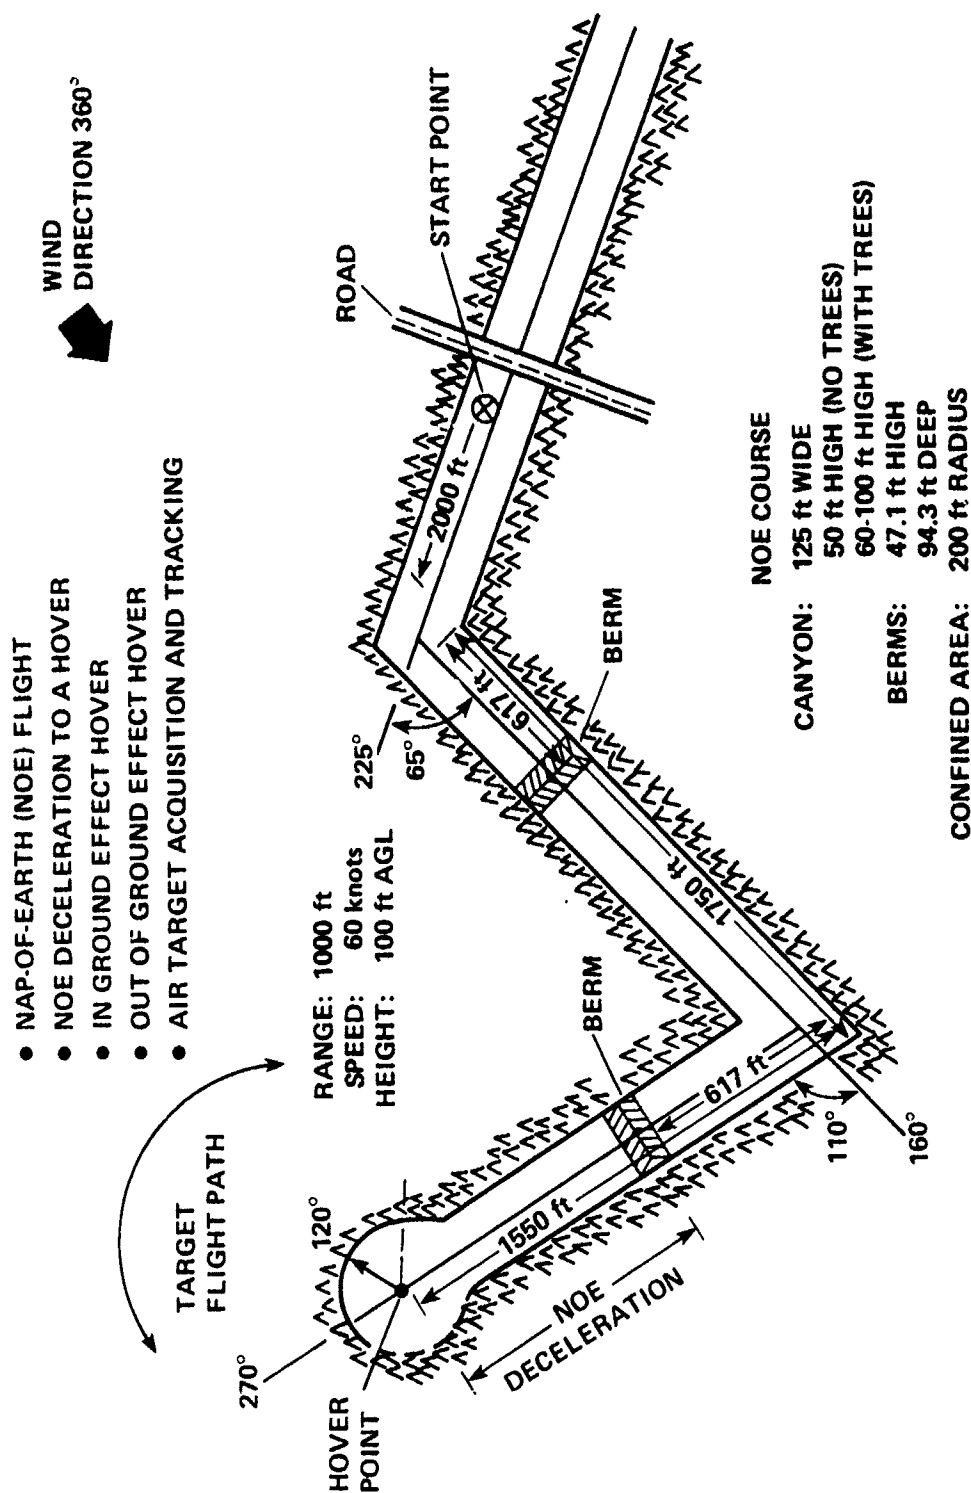 • NAP-OF-EARTH (NOE) FLIGHT
• NOE DECELERATION TO A HOVER
• IN GROUND EFFECT HOVER
• OUT OF GROUND EFFECT HOVER
• AIR TARGET ACQUISITION AND TRACKING
WIND
DIRECTION 360°
TARGET
FLIGHT PATH
RANGE: 1000 ft
SPEED: 60 knots
HEIGHT: 100 ft AGL
ROAD
START POINT
270°
120°
225°
65°
2000 ft
HOVER
POINT
BERM
617 ft
1550 ft
BERM
617 ft
1750 ft
NOE
DECELERATION
110°
160°
NOE COURSE
CANYON: 125 ft WIDE
50 ft HIGH (NO TREES)
60-100 ft HIGH (WITH TREES)
BERMS: 47.1 ft HIGH
94.3 ft DEEP
CONFINED AREA: 200 ft RADIUS